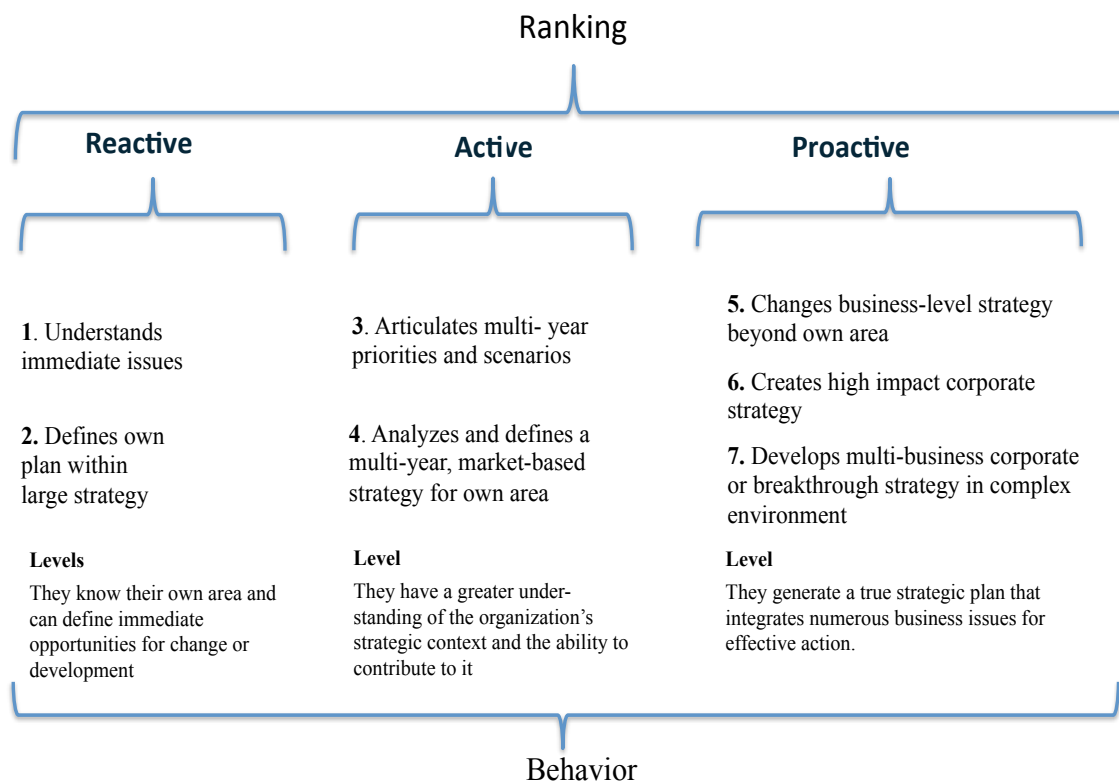 Ranking
Reactive
Active
Proactive
1. Understands
immediate issues
2. Defines own
plan within
large strategy
Levels
They know their own area and
can define immediate
opportunities for change or
development
3. Articulates multi- year
priorities and scenarios
4. Analyzes and defines a
multi-year, market-based
strategy for own area
Level
They have a greater under-
standing of the organization's
strategic context and the ability to
contribute to it
5. Changes business-level strategy
beyond own area
6. Creates high impact corporate
strategy
7. Develops multi-business corporate
or breakthrough strategy in complex
environment
Level
They generate a true strategic plan that
integrates numerous business issues for
effective action.
Behavior